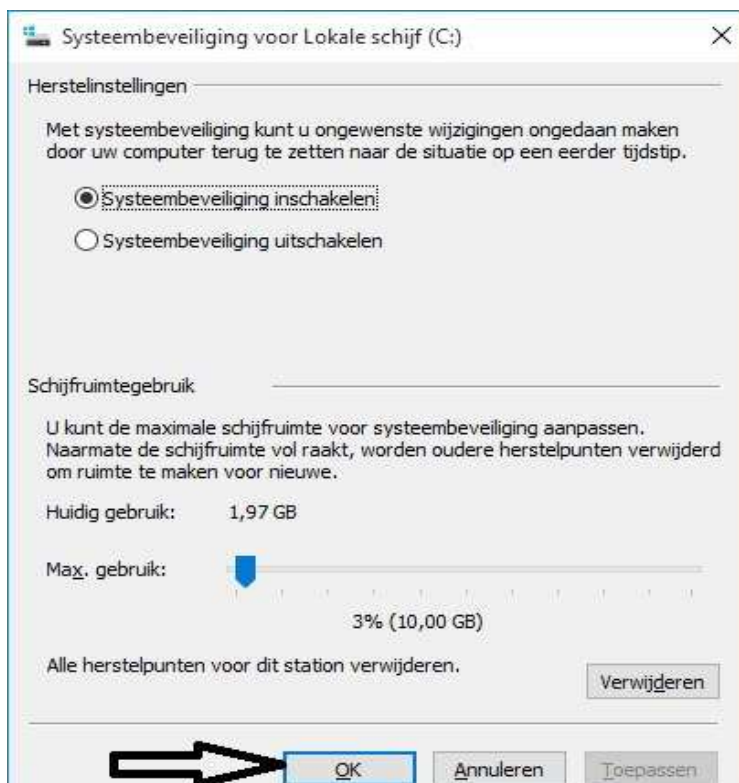 Systeembeveiliging voor Lokale schijf (C:)
Herstelinstellingen
Met systeembeveiliging kunt u ongewenste wijzigingen ongedaan maken
door uw computer terug te zetten naar de situatie op een eerder tijdstip.
Systeembeveiliging inschakelen
Systeembeveiliging uitschakelen
Schijfruimtegebruik
U kunt de maximale schijfruimte voor systeembeveiliging aanpassen.
Naarmate de schijfruimte vol raakt, worden oudere herstelpunten verwijderd
om ruimte te maken voor nieuwe.
Huidig gebruik: 1,97 GB
Max. gebruik:
3% (10,00 GB)
Alle herstelpunten voor dit station verwijderen.
Verwijderen
OK Annuleren Toepassen